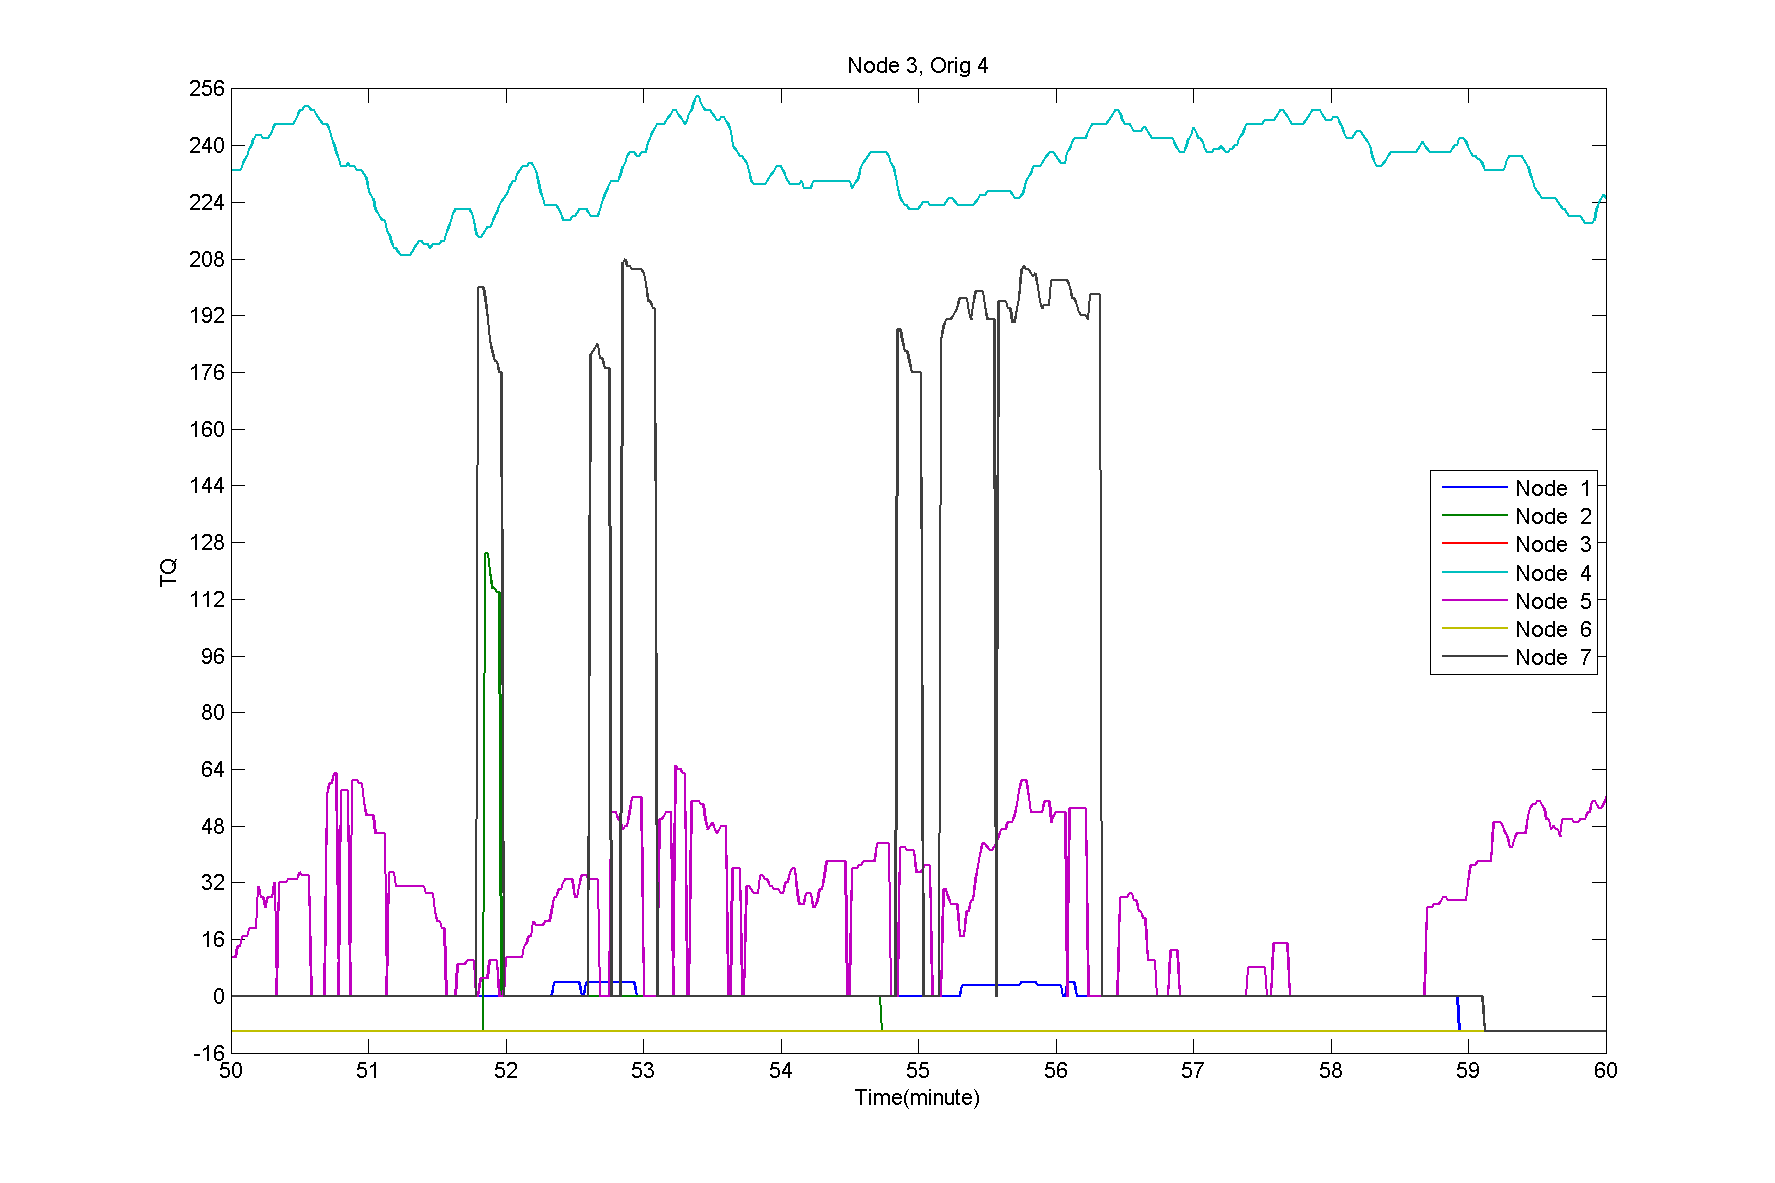 Node 3, Orig 4
256
240
224
208
192
176
160
144
128
112
96
80
64
48
32
16
0
-16
TQ
Node 1
Node 2
Node 3
Node 4
Node 5
Node 6
Node 7
50 51 52 53 54 55 56 57 58 59 60
Time(minute)